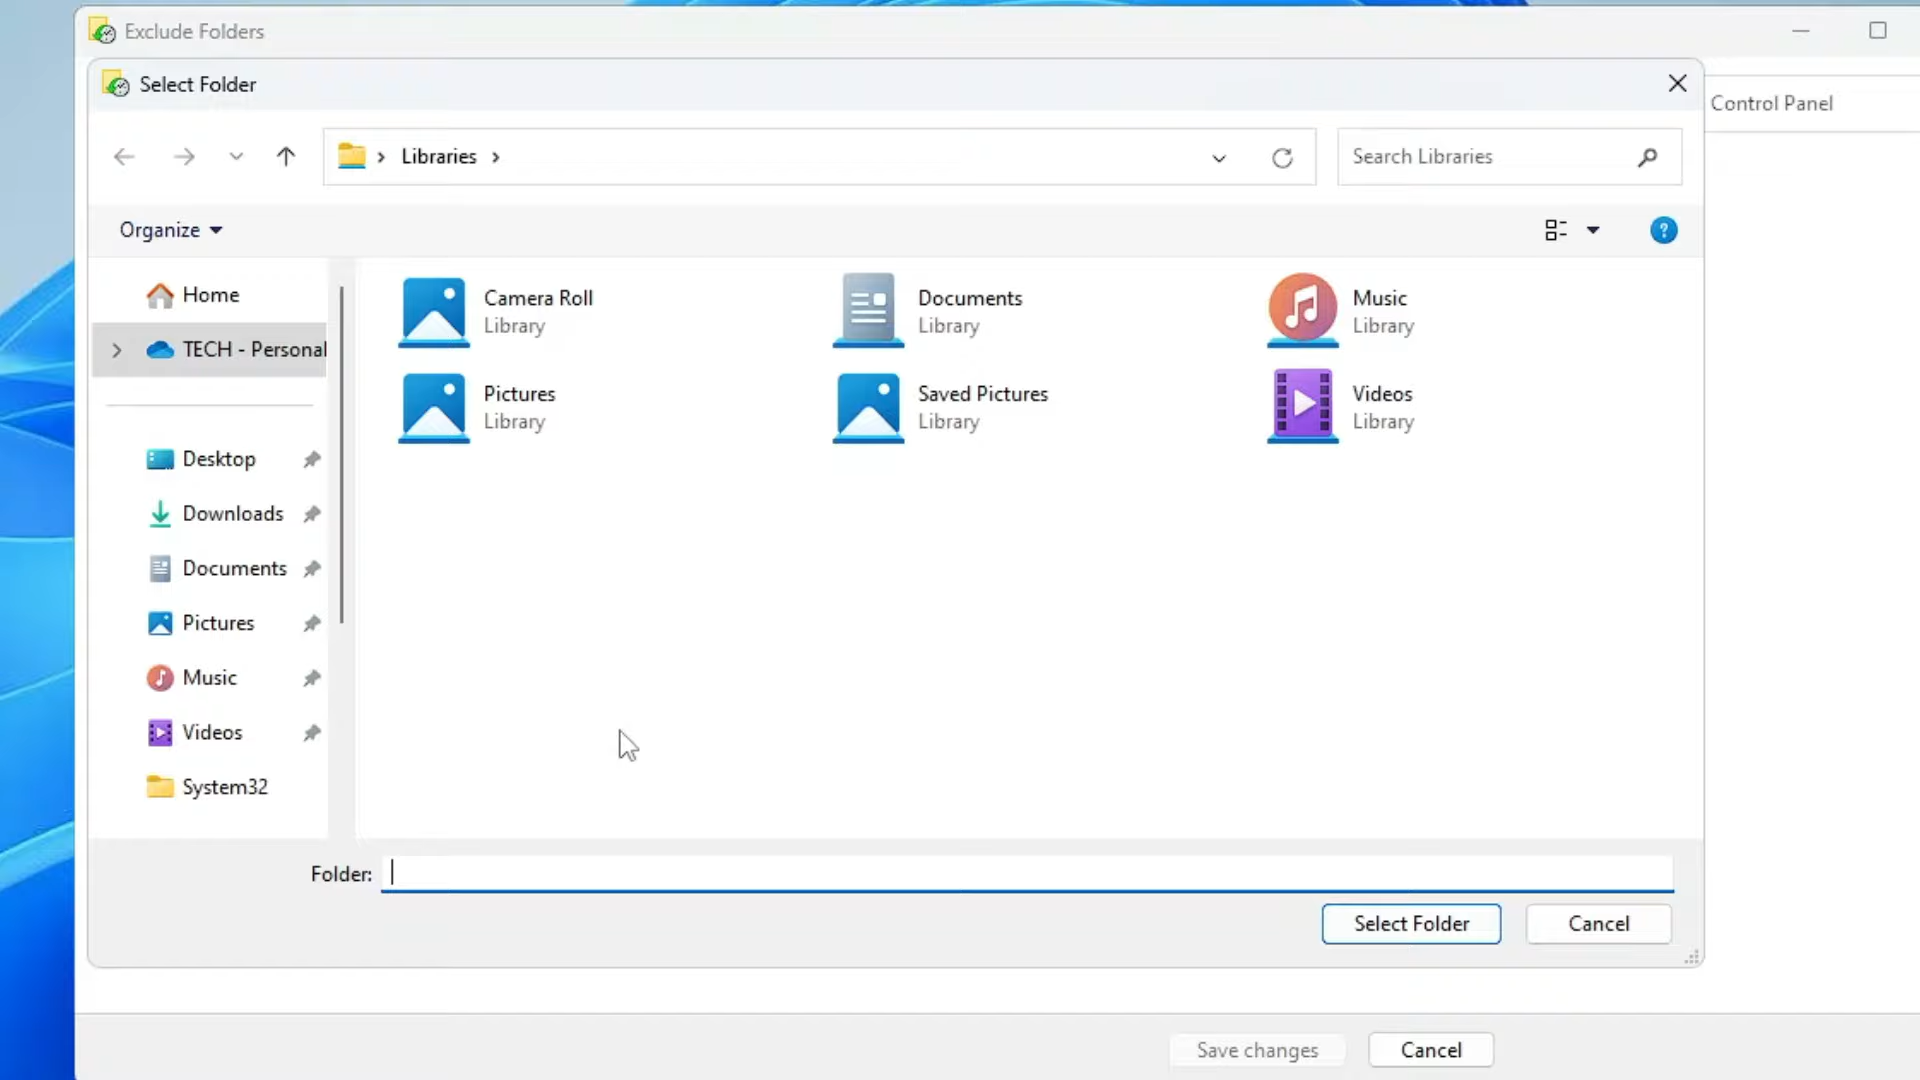 Exclude Folders
Select Folder
Control Panel
Libraries
Search Libraries
Organize
?
Home
TECH - Personal
Desktop
Downloads
Documents
Pictures
Music
Videos
System32
Camera Roll
Library
Documents
Library
Music
Library
Pictures
Library
Saved Pictures
Library
Videos
Library
Folder:
Select Folder
Cancel
Save changes
Cancel